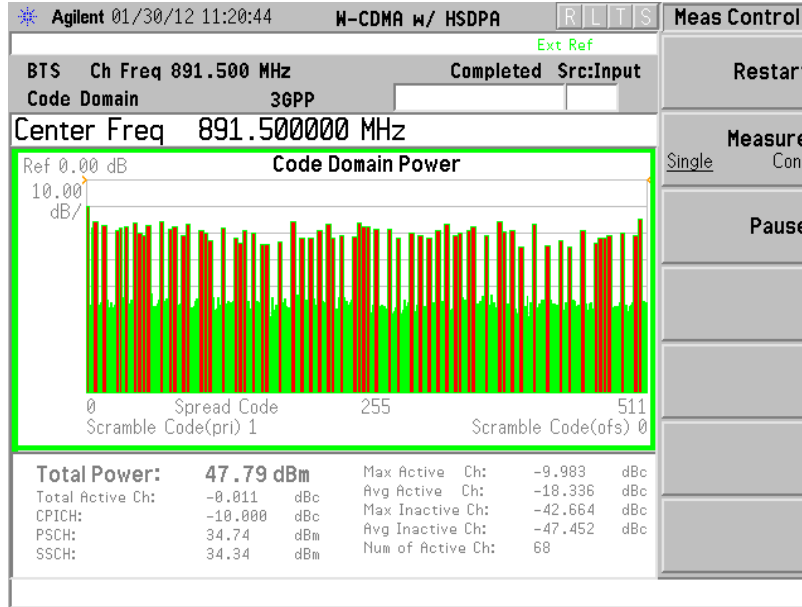 Agilent 01/30/12 11:20:44 W-CDMA w/ HSDPA R L T S Meas Control
Ext Ref
BTS Ch Freq 891.500 MHz Completed Src:Input
Code Domain 3GPP
Restar
Center Freq 891.500000 MHz
Measure
Single Con
Ref 0.00 dB Code Domain Power
10.00
dB/
Pause
0 Spread Code 255 511
Scramble Code(pri) 1 Scramble Code(ofs) 0
Total Power: 47.79 dBm Max Active Ch: -9.983 dBc
Total Active Ch: -0.011 dBc Avg Active Ch: -18.336 dBc
CPICH: -10.000 dBc Max Inactive Ch: -42.664 dBc
PSCH: 34.74 dBm Avg Inactive Ch: -47.452 dBc
SSCH: 34.34 dBm Num of Active Ch: 68